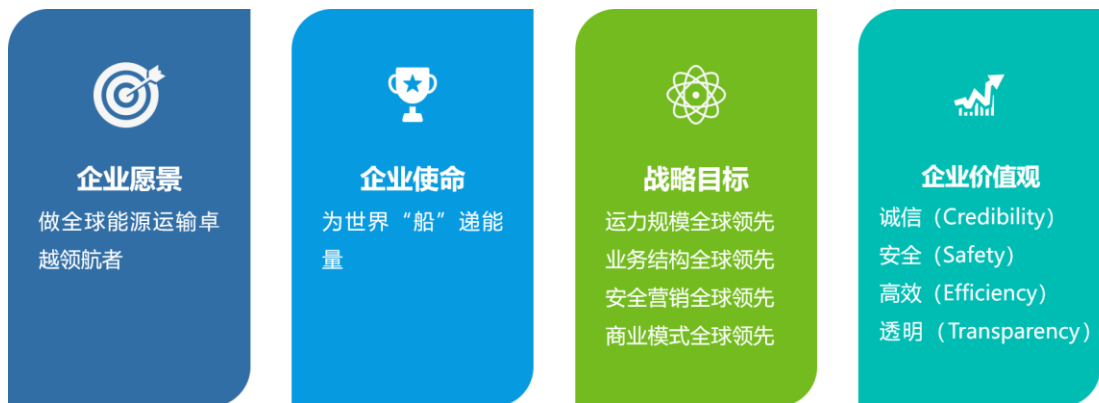 企业愿景
做全球能源运输卓
越领航者
企业使命
为世界“船”递能
量
战略目标
运力规模全球领先
业务结构全球领先
安全营销全球领先
商业模式全球领先
企业价值观
诚信（Credibility）
安全（Safety）
高效（Efficiency）
透明（Transparency）